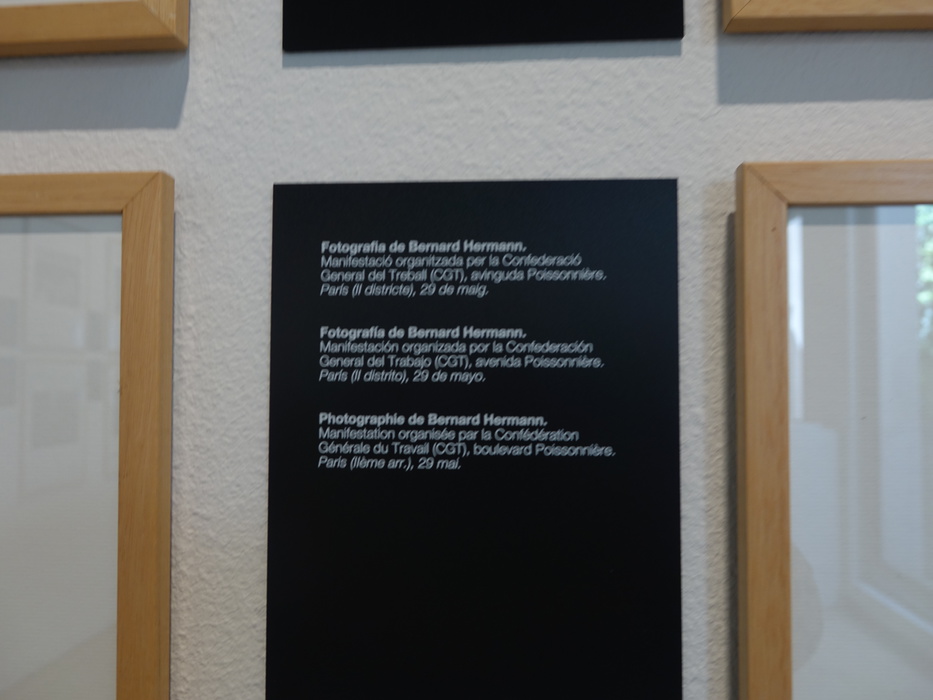 Fotografia de Bernard Hermann.
Manifestació organitzada per la Confederació
General del Treball (CGT), avinguda Poissonnière.
París (II districte), 29 de maig.
Fotografía de Bernard Hermann.
Manifestación organizada por la Confederación
General del Trabajo (CGT), avenida Poissonnière.
París (II distrito), 29 de mayo.
Photographie de Bernard Hermann.
Manifestation organisée par la Confédération
Générale du Travail (CGT), boulevard Poissonnière.
Paris (IIème arr.), 29 mai.